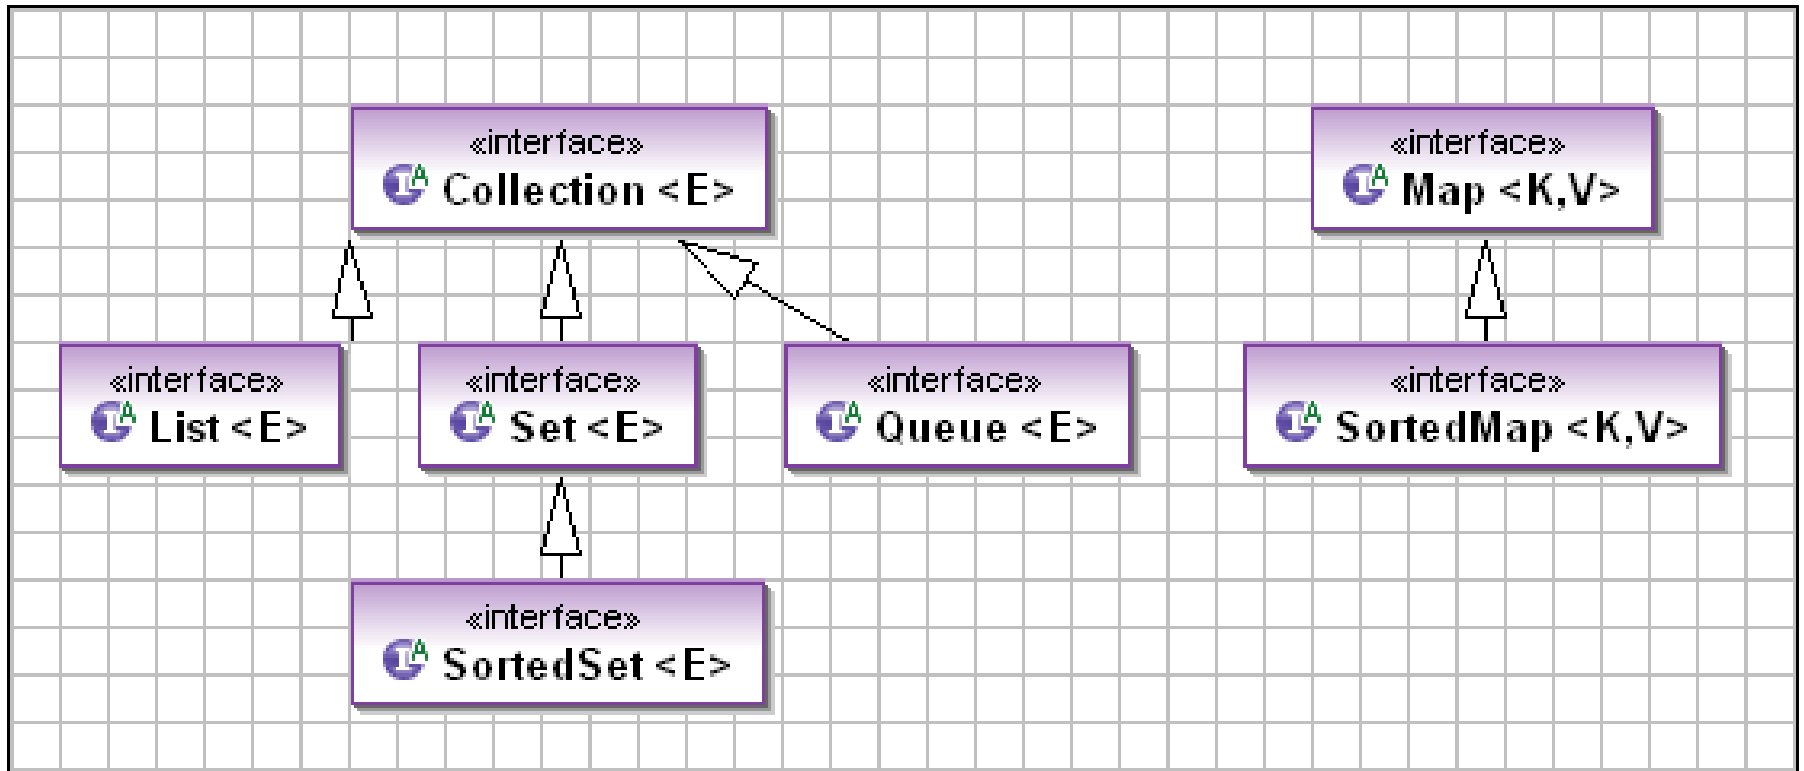 «interface»
Collection <E>
«interface»
Map <K,V>
«interface»
List <E>
«interface»
Set <E>
«interface»
Queue <E>
«interface»
SortedMap <K,V>
«interface»
SortedSet <E>